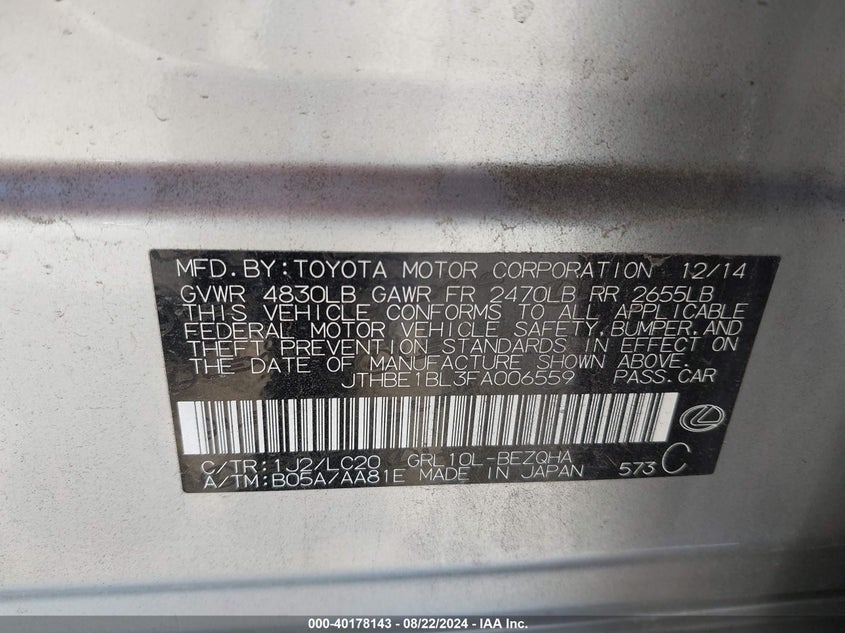 MFD. BY: TOYOTA MOTOR CORPORATION 12/14
GVWR 4830LB GAWR FR 2470LB RR 2655LB
THIS VEHICLE CONFORMS TO ALL APPLICABLE
FEDERAL MOTOR VEHICLE SAFETY, BUMPER, AND
THEFT PREVENTION STANDARDS IN EFFECT ON
THE DATE OF MANUFACTURE SHOWN ABOVE.
JTHBE1BL3FA006559 PASS. CAR
C/TR: 1J2/LC20 GRL10L-BEZQHA
A/TM: B05A/AA81E MADE IN JAPAN 573 C
000-40178143 - 08/22/2024 - IAA Inc.